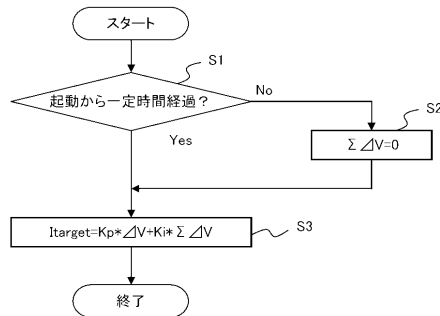 スタート
S1
起動から一定時間経過？
No
S2
Yes
Σ⊿V=0
Itarget=Kp*⊿V+Ki*Σ⊿V
S3
終了